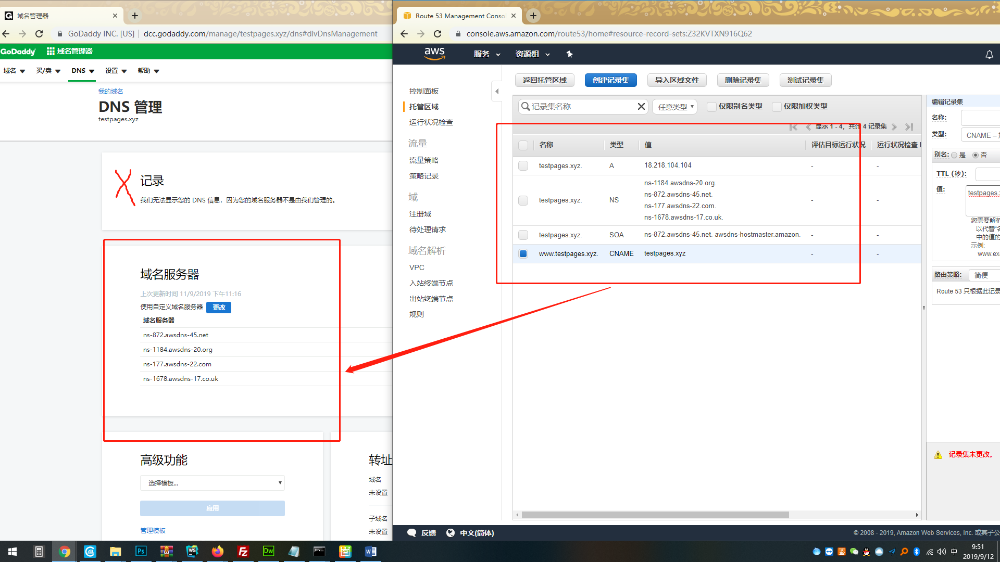 域名管理器
Route 53 Management Conso
GoDaddy INC. [US] | dcc.godaddy.com/manage/testpages.xyz/dns#divDnsManagement
console.aws.amazon.com/route53/home#resource-record-sets:Z32KVTXN916Q62
GoDaddy 域名管理器
域名 买/卖 DNS 设置 帮助
我的域名
DNS 管理
testpages.xyz
记录
我们无法显示您的 DNS 信息，因为您的域名服务器不是由我们管理的。
域名服务器
上次更新时间 11/9/2019 下午11:16
使用自定义域名服务器 更改
域名服务器
ns-872.awsdns-45.net
ns-1184.awsdns-20.org
ns-177.awsdns-22.com
ns-1678.awsdns-17.co.uk
高级功能
选择模板...
应用
管理模板
转址
域名
未设置
子域名
未设置
aws 服务 资源组
控制面板
托管区域
运行状况检查
流量
流量策略
策略记录
域
注册域
待处理请求
域名解析
VPC
入站终端节点
出站终端节点
规则
返回托管区域 创建记录集 导入区域文件 删除记录集 测试记录集
记录集名称 任意类型 仅限别名类型 仅限加权类型
显示 1 - 4，共计 4 记录集
名称 类型 值 评估目标运行状况 运行状况检查 I
testpages.xyz. A 18.218.104.104 - -
testpages.xyz. NS ns-1184.awsdns-20.org. - -
ns-872.awsdns-45.net.
ns-177.awsdns-22.com.
ns-1678.awsdns-17.co.uk.
testpages.xyz. SOA ns-872.awsdns-45.net. awsdns-hostmaster.amazon. - -
www.testpages.xyz. CNAME testpages.xyz - -
编辑记录集
名称:
类型: CNAME –
别名: 是 否
TTL（秒）:
值: testpages.
您需要解析
以代替"名
中的值的
示例:
www.ex
路由策略: 简便
Route 53 只根据此记录
记录集未更改。
反馈 中文(简体)
© 2008 - 2019, Amazon Web Services, Inc. 或其子公
Ps
WS
Fz
Dw
中
9:51
2019/9/12